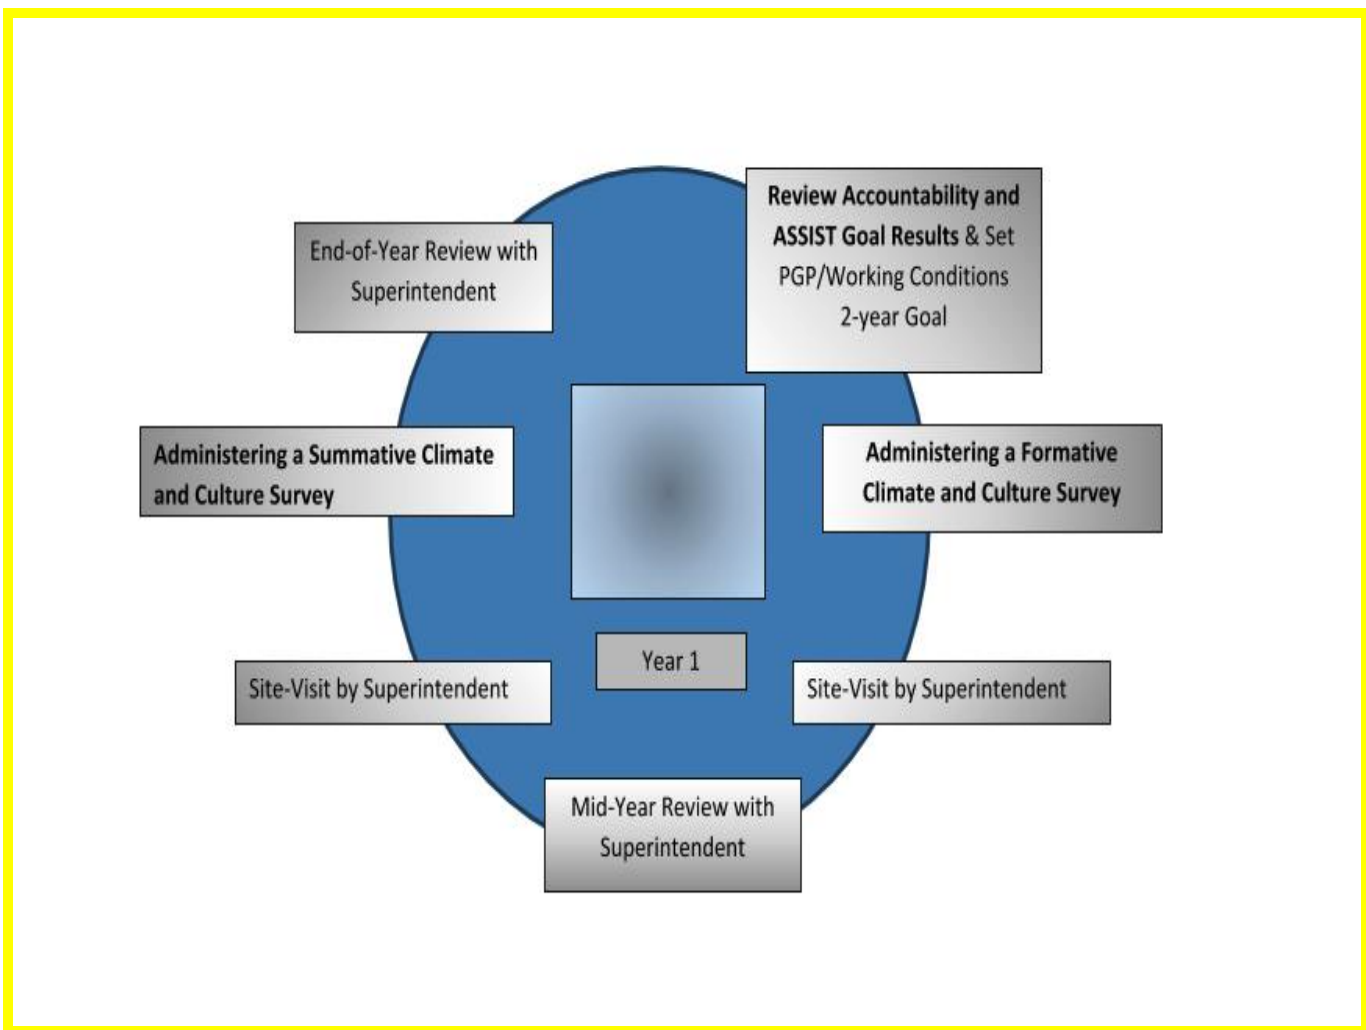 Review Accountability and
ASSIST Goal Results & Set
PGP/Working Conditions
2-year Goal
End-of-Year Review with
Superintendent
Administering a Summative Climate
and Culture Survey
Administering a Formative
Climate and Culture Survey
Year 1
Site-Visit by Superintendent
Site-Visit by Superintendent
Mid-Year Review with
Superintendent